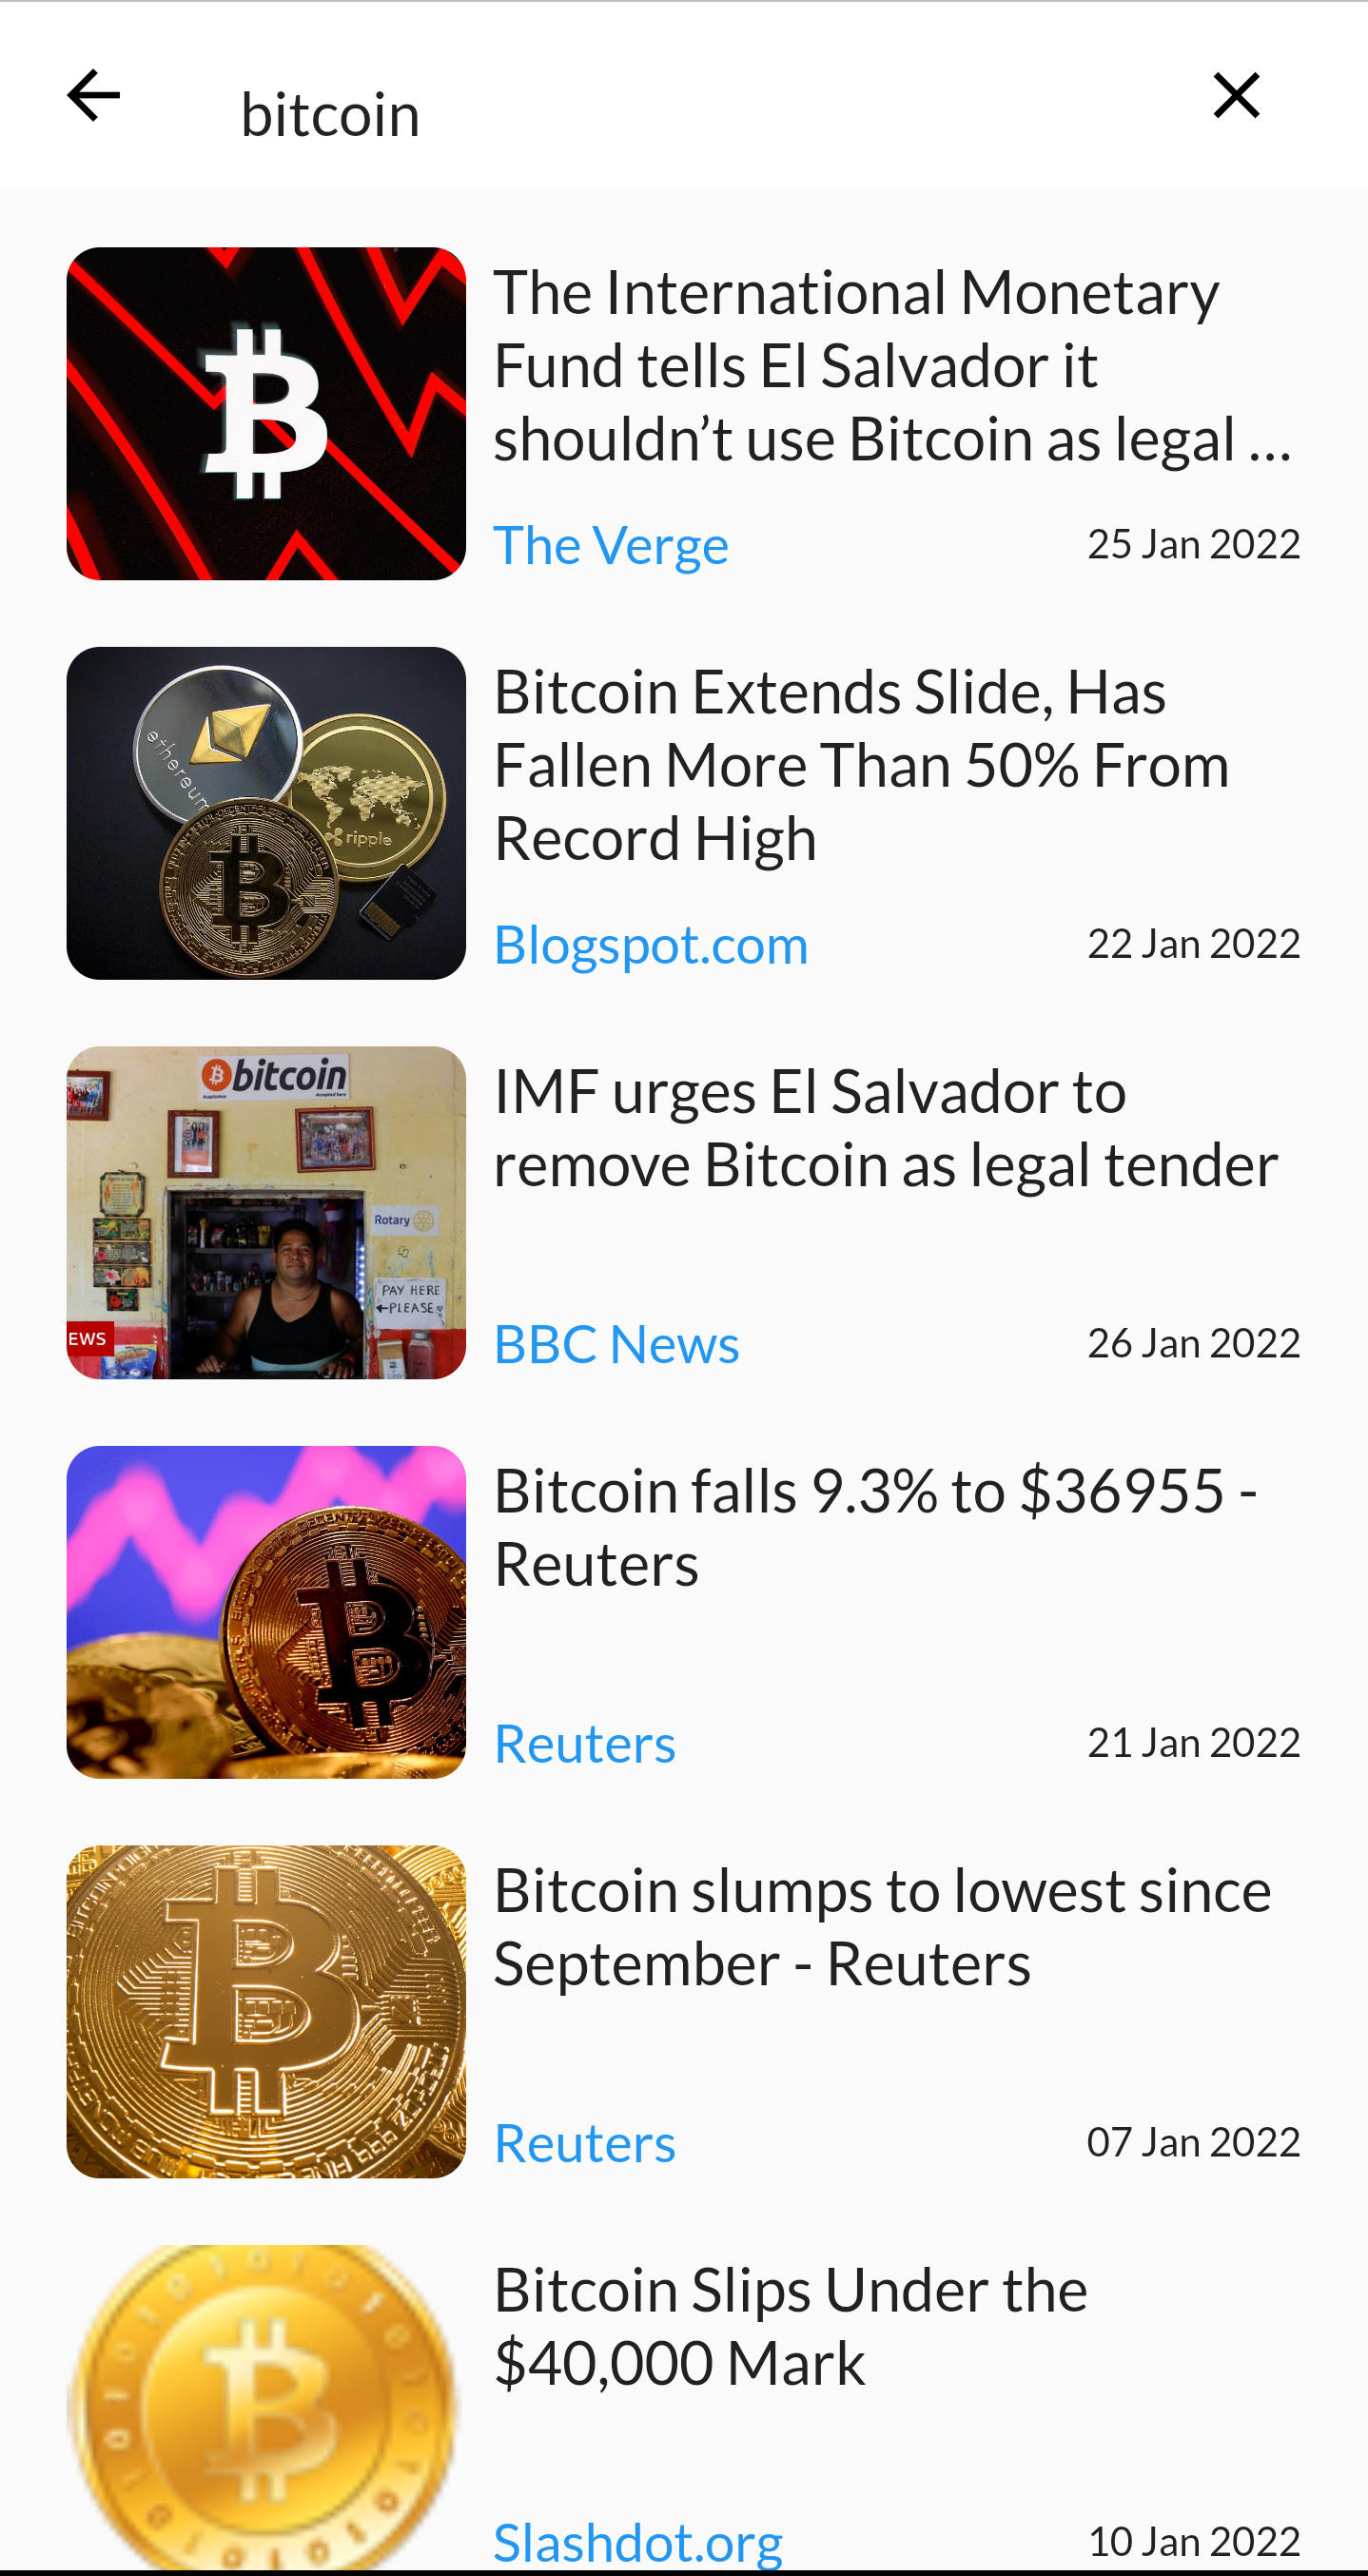 bitcoin
The International Monetary
Fund tells El Salvador it
shouldn’t use Bitcoin as legal ...
The Verge
25 Jan 2022
ethereum
ripple
Bitcoin Extends Slide, Has
Fallen More Than 50% From
Record High
Blogspot.com
22 Jan 2022
bitcoin
Accepted here
Rotary
PAY HERE
PLEASE
EWS
IMF urges El Salvador to
remove Bitcoin as legal tender
BBC News
26 Jan 2022
Bitcoin falls 9.3% to $36955 -
Reuters
Reuters
21 Jan 2022
Bitcoin slumps to lowest since
September - Reuters
Reuters
07 Jan 2022
Bitcoin Slips Under the
$40,000 Mark
Slashdot.org
10 Jan 2022